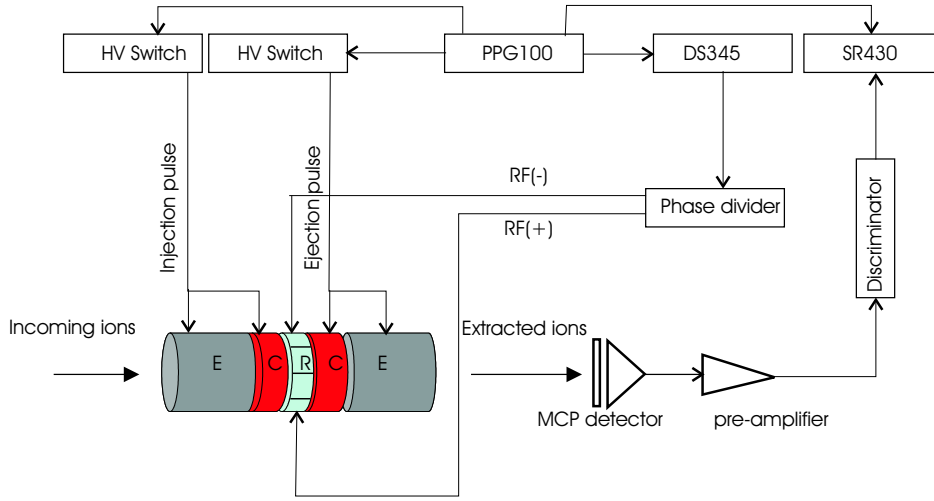 HV Switch
HV Switch
PPG100
DS345
SR430
Injection pulse
Ejection pulse
RF(-)
RF(+)
Phase divider
Discriminator
Incoming ions
Extracted ions
E
C
R
C
E
MCP detector
pre-amplifier